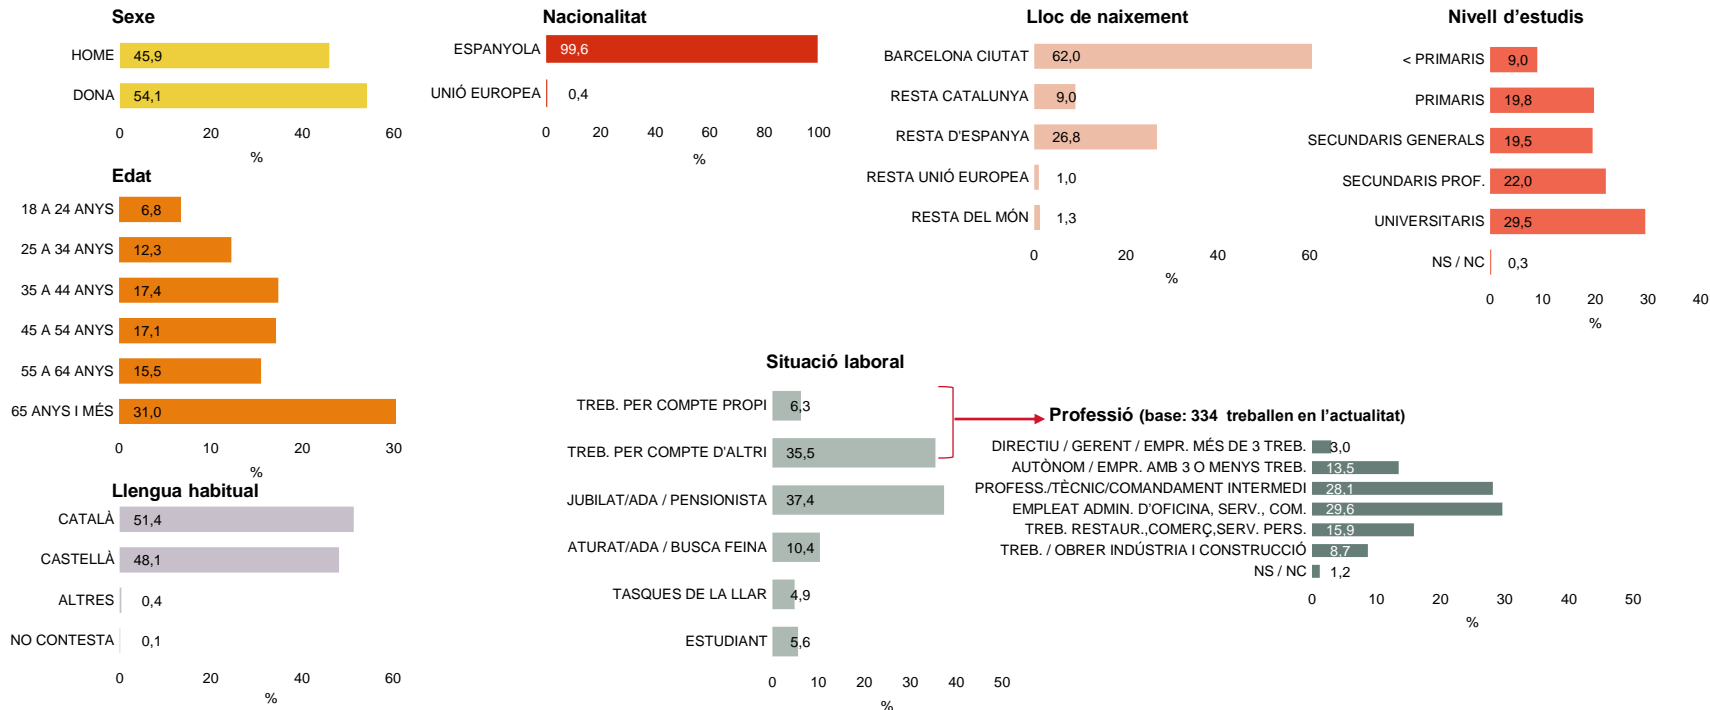 Sexe
HOME 45,9
DONA 54,1
0 20 40 60
%
Edat
18 A 24 ANYS 6,8
25 A 34 ANYS 12,3
35 A 44 ANYS 17,4
45 A 54 ANYS 17,1
55 A 64 ANYS 15,5
65 ANYS I MÉS 31,0
0 10 20 30
%
Llengua habitual
CATALÀ 51,4
CASTELLÀ 48,1
ALTRES 0,4
NO CONTESTA 0,1
0 20 40 60
%
Nacionalitat
ESPANYOLA 99,6
UNIÓ EUROPEA 0,4
0 20 40 60 80 100
%
Lloc de naixement
BARCELONA CIUTAT 62,0
RESTA CATALUNYA 9,0
RESTA D'ESPANYA 26,8
RESTA UNIÓ EUROPEA 1,0
RESTA DEL MÓN 1,3
0 20 40 60
%
Nivell d’estudis
< PRIMARIS 9,0
PRIMARIS 19,8
SECUNDARIS GENERALS 19,5
SECUNDARIS PROF. 22,0
UNIVERSITARIS 29,5
NS / NC 0,3
0 10 20 30 40
%
Situació laboral
TREB. PER COMPTE PROPI 6,3
TREB. PER COMPTE D'ALTRI 35,5
JUBILAT/ADA / PENSIONISTA 37,4
ATURAT/ADA / BUSCA FEINA 10,4
TASQUES DE LA LLAR 4,9
ESTUDIANT 5,6
0 10 20 30 40 50
%
Professió (base: 334 treballen en l’actualitat)
DIRECTIU / GERENT / EMPR. MÉS DE 3 TREB. 3,0
AUTÒNOM / EMPR. AMB 3 O MENYS TREB. 13,5
PROFESS./TÈCNIC/COMANDAMENT INTERMEDI 28,1
EMPLEAT ADMIN. D’OFICINA, SERV., COM. 29,6
TREB. RESTAUR.,COMERÇ,SERV. PERS. 15,9
TREB. / OBRER INDÚSTRIA I CONSTRUCCIÓ 8,7
NS / NC 1,2
0 10 20 30 40 50
%